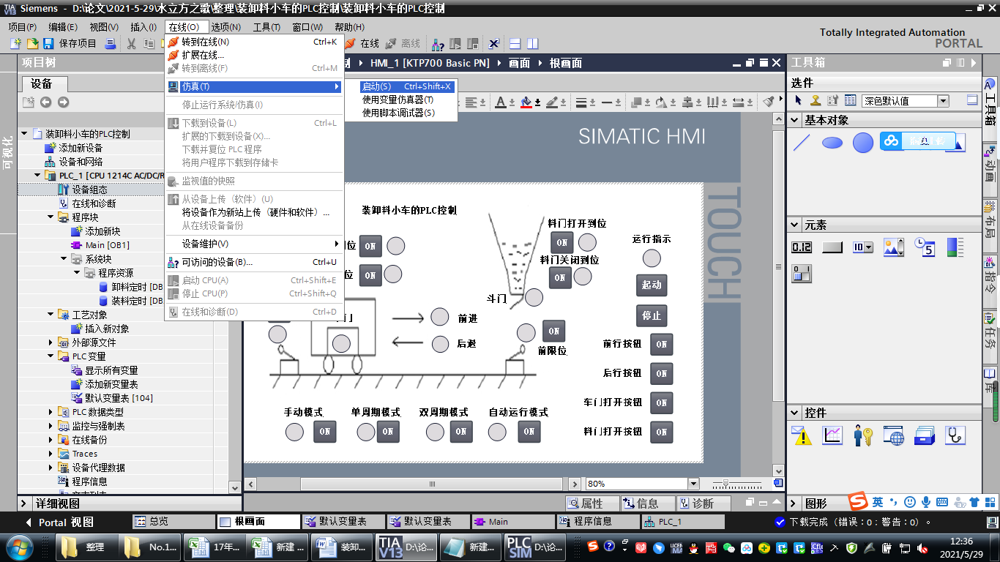 Siemens - D:\论文\2021-5-29\水立方之歌\整理\装卸料小车的PLC控制\装卸料小车的PLC控制
项目(P) 编辑(E) 视图(V) 插入(I) 在线(O) 选项(N) 工具(T) 窗口(W) 帮助(H)
Totally Integrated Automation
PORTAL
保存项目 在线 离线
转到在线(N) Ctrl+K
扩展在线...
转到离线(F) Ctrl+M
仿真(T)
停止运行系统/仿真(I)
下载到设备(L) Ctrl+L
扩展的下载到设备(X)...
下载并复位 PLC 程序
将用户程序下载到存储卡
监视值的快照
从设备上传（软件）(U)
将设备作为新站上传（硬件和软件）...
从在线设备备份
设备维护(V)
可访问的设备(B)... Ctrl+U
启动 CPU(A) Ctrl+Shift+E
停止 CPU(P) Ctrl+Shift+Q
在线和诊断(D) Ctrl+D
启动(S) Ctrl+Shift+X
使用变量仿真器(T)
使用脚本调试器(S)
项目树
设备
可视化
装卸料小车的PLC控制
添加新设备
设备和网络
PLC_1 [CPU 1214C AC/DC/R
设备组态
在线和诊断
程序块
添加新块
Main [OB1]
系统块
程序资源
卸料定时 [DB
装料定时 [DB
工艺对象
插入新对象
外部源文件
PLC 变量
显示所有变量
添加新变量表
默认变量表 [104]
PLC 数据类型
监控与强制表
在线备份
Traces
设备代理数据
程序信息
详细视图
HMI_1 [KTP700 Basic PN] 画面 根画面
SIMATIC HMI
TOUCH
装卸料小车的PLC控制
料门打开到位
ON
运行指示
料门关闭到位
ON
位
ON
位
ON
斗门
起动
停止
门
前进
后退
ON
前限位
前行按钮 ON
后行按钮 ON
车门打开按钮 ON
料门打开按钮 ON
手动模式 单周期模式 双周期模式 自动运行模式
ON ON ON ON
80%
属性 信息 诊断
工具箱
选件
深色默认值
基本对象
元素
0.12
10
5
控件
图形
工具箱
动画
布局
指令
任务
库
Portal 视图 总览 根画面 默认变量表 默认变量表 Main 程序信息 PLC_1
下载完成（错误：0：警告：0）。
英
整理 No.1... 17年... 新建 ... 装卸... D:\论... 新建... D:\论...
TIA V13
PLC SIM
12:36
2021/5/29